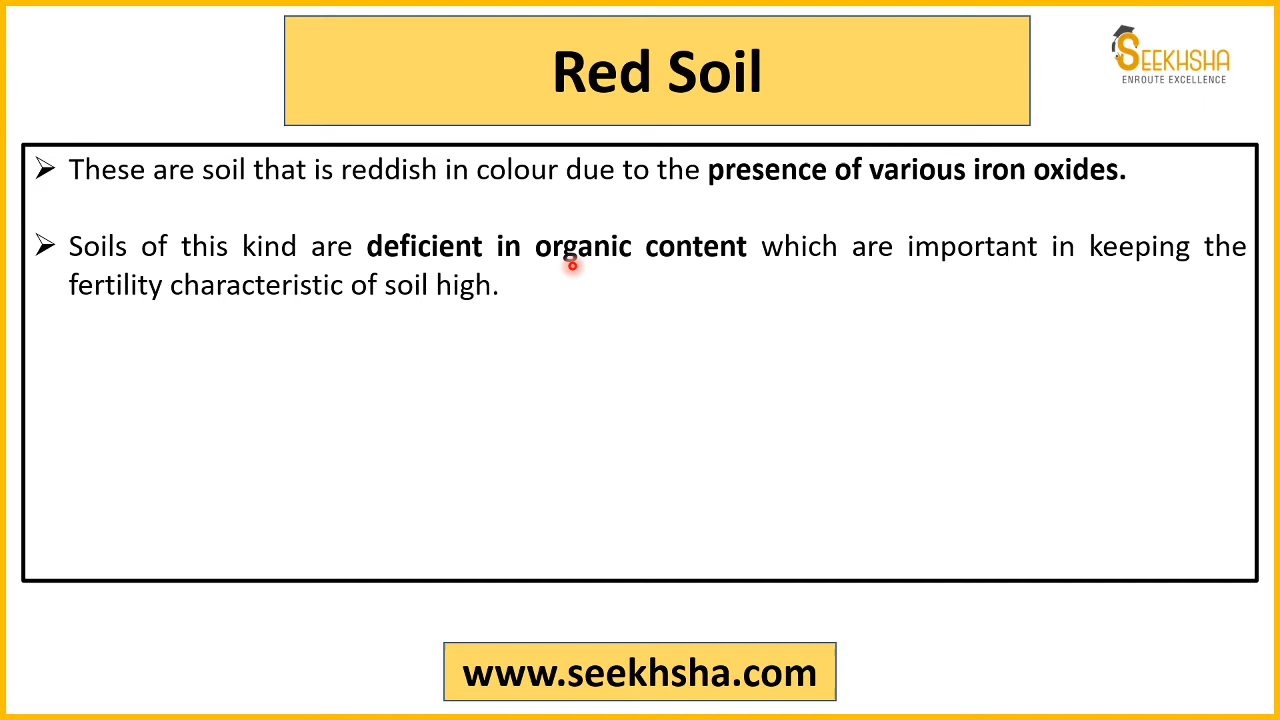 Red Soil
SEEKHSHA
ENROUTE EXCELLENCE
These are soil that is reddish in colour due to the presence of various iron oxides.
Soils of this kind are deficient in organic content which are important in keeping the
fertility characteristic of soil high.
www.seekhsha.com